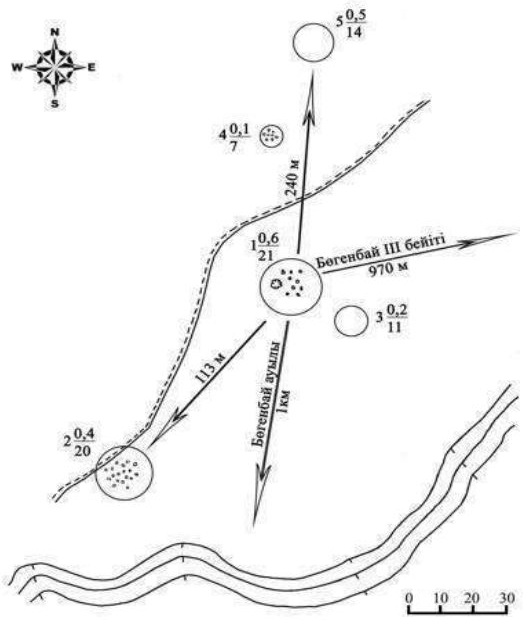 N
W E
S
5 0,5/14
4 0,1/7
240 м
1 0,6/21
Бөгенбай III бейіті
970 м
3 0,2/11
113 м
Бөгенбай ауылы
1км
2 0,4/20
0 10 20 30